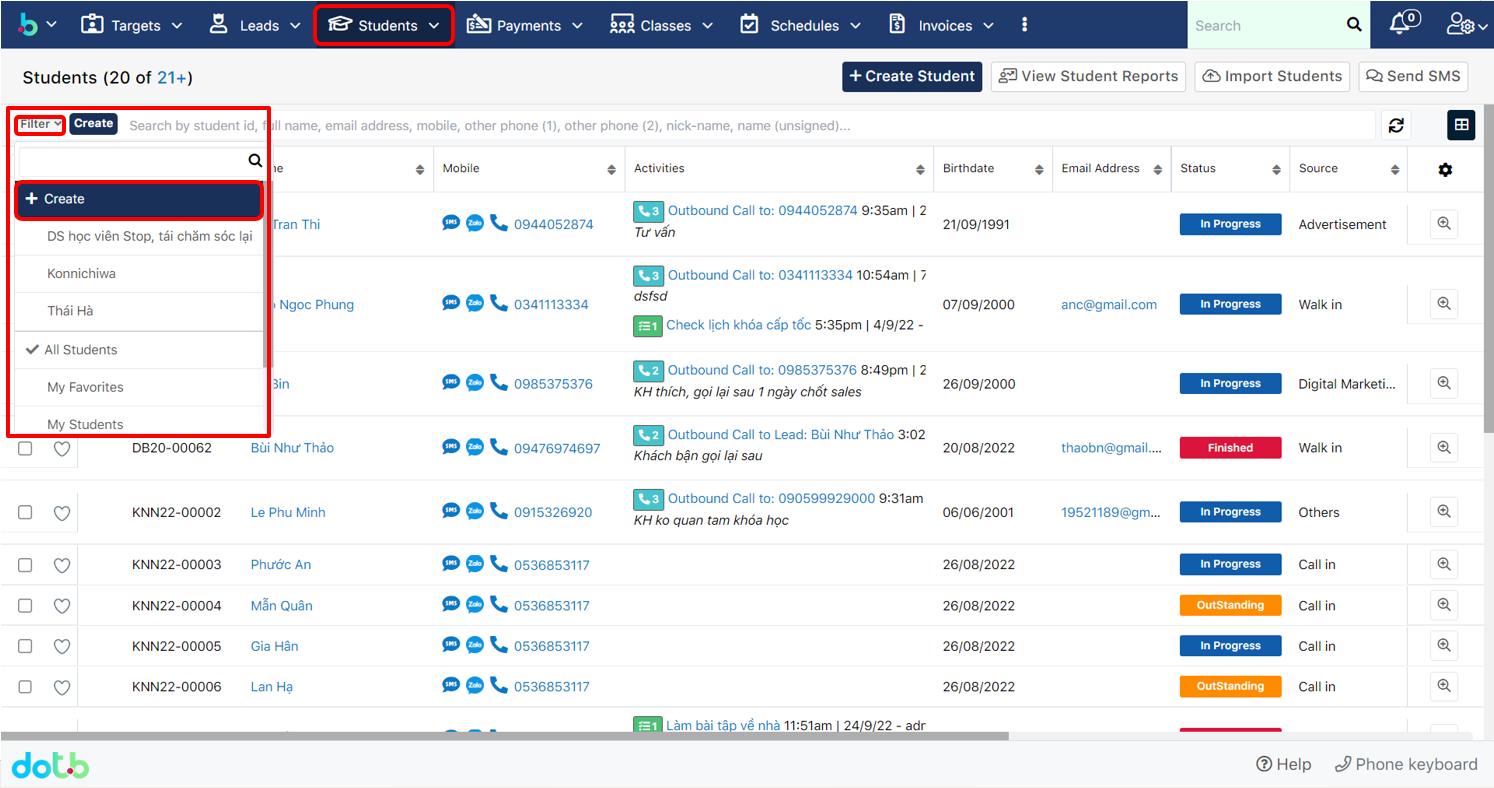 Targets Leads Students Payments Classes Schedules Invoices Search 0
Students (20 of 21+) + Create Student View Student Reports Import Students Send SMS
Filter Create Search by student id, full name, email address, mobile, other phone (1), other phone (2), nick-name, name (unsigned)...
Mobile Activities Birthdate Email Address Status Source
+ Create
DS học viên Stop, tái chăm sóc lại
Konnichiwa
Thái Hà
All Students
My Favorites
My Students
Tran Thi SMS Zalo 0944052874 3 Outbound Call to: 0944052874 9:35am | 2 21/09/1991 In Progress Advertisement
Tư vấn
Ngoc Phung SMS Zalo 0341113334 3 Outbound Call to: 0341113334 10:54am | 7 07/09/2000 anc@gmail.com In Progress Walk in
dsfsd
1 Check lịch khóa cấp tốc 5:35pm | 4/9/22 -
Bin SMS Zalo 0985375376 2 Outbound Call to: 0985375376 8:49pm | 2 26/09/2000 In Progress Digital Marketi...
KH thích, gọi lại sau 1 ngày chốt sales
DB20-00062 Bùi Như Thảo SMS Zalo 09476974697 2 Outbound Call to Lead: Bùi Như Thảo 3:02 20/08/2022 thaobn@gmail.... Finished Walk in
Khách bận gọi lại sau
KNN22-00002 Le Phu Minh SMS Zalo 0915326920 3 Outbound Call to: 090599929000 9:31am 06/06/2001 19521189@gm... In Progress Others
KH ko quan tam khóa học
KNN22-00003 Phước An SMS Zalo 0536853117 26/08/2022 In Progress Call in
KNN22-00004 Mẫn Quân SMS Zalo 0536853117 26/08/2022 OutStanding Call in
KNN22-00005 Gia Hân SMS Zalo 0536853117 26/08/2022 In Progress Call in
KNN22-00006 Lan Hạ SMS Zalo 0536853117 26/08/2022 OutStanding Call in
1 Làm bài tập về nhà 11:51am | 24/9/22 - adr
dotb Help Phone keyboard